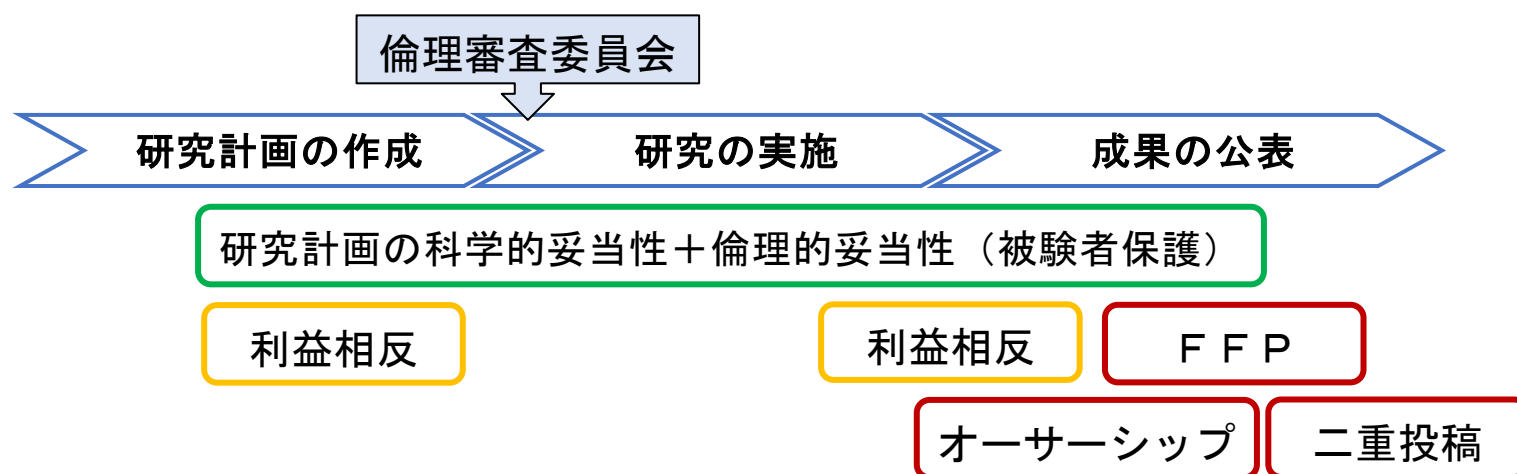 倫理審査委員会
研究計画の作成
研究の実施
成果の公表
研究計画の科学的妥当性＋倫理的妥当性（被験者保護）
利益相反
利益相反
ＦＦＰ
オーサーシップ
二重投稿